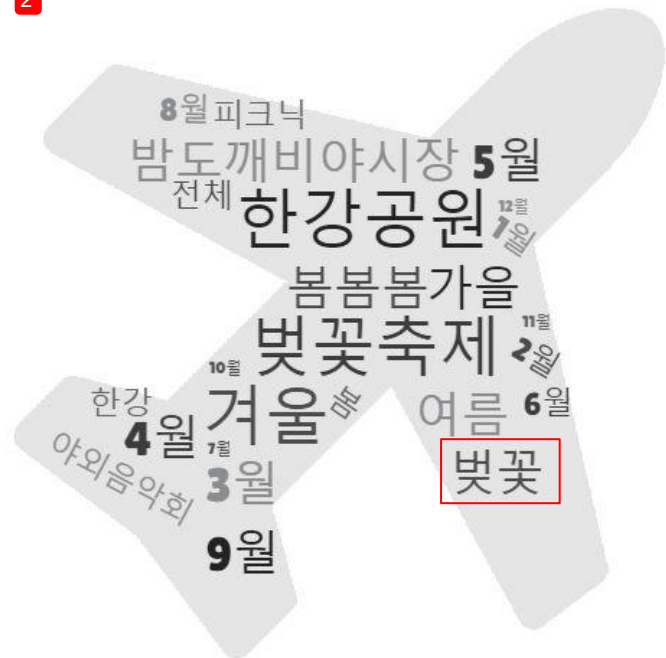 2
8월 피크닉
밤도깨비야시장 5월
전체
한강공원 12월
1월
봄봄봄 가을
11월
벚꽃축제 2월
10월
한강 겨울 봄 여름 6월
4월
7월
야외음악회 3월 벚꽃
9월